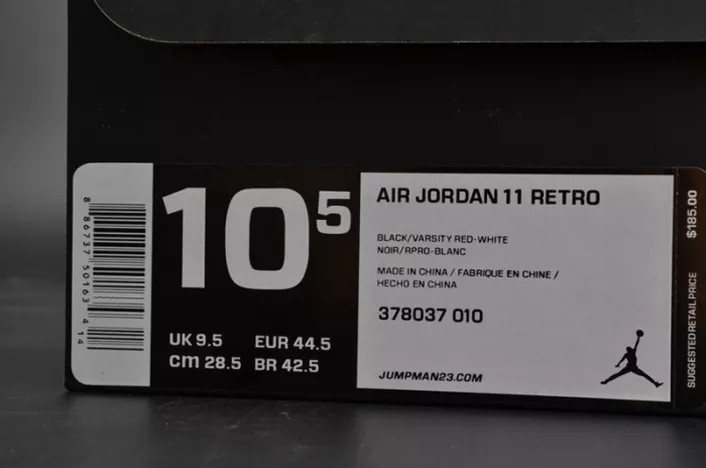 8 86737 50163 4 14
10 5
UK 9.5 EUR 44.5
cm 28.5 BR 42.5
AIR JORDAN 11 RETRO
BLACK/VARSITY RED-WHITE
NOIR/RPRO-BLANC
MADE IN CHINA / FABRIQUE EN CHINE /
HECHO EN CHINA
378037 010
JUMPMAN23.COM
SUGGESTED RETAIL PRICE $185.00